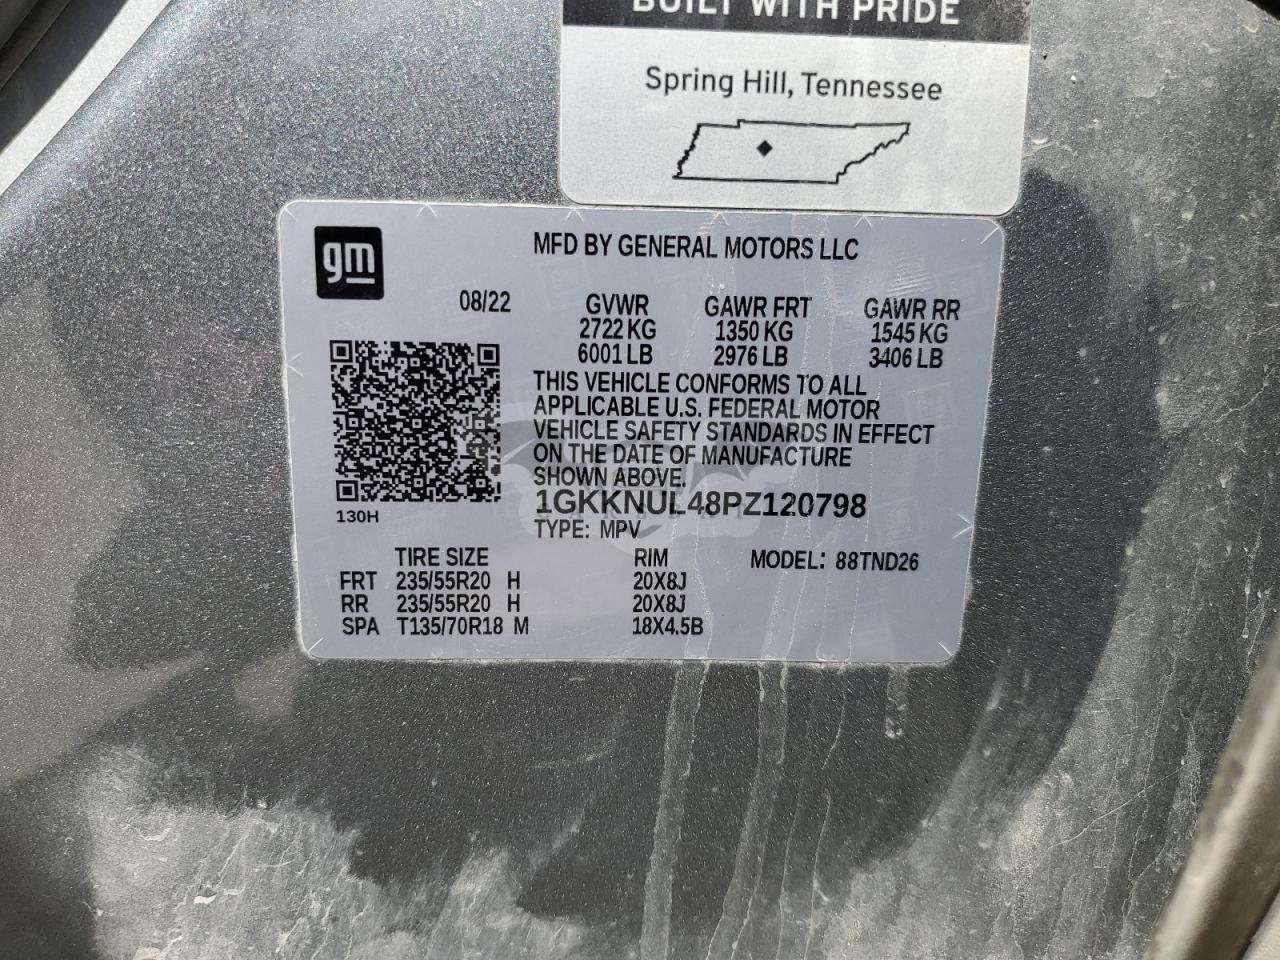 BUILT WITH PRIDE
Spring Hill, Tennessee
gm
MFD BY GENERAL MOTORS LLC
08/22 GVWR GAWR FRT GAWR RR
2722 KG 1350 KG 1545 KG
6001 LB 2976 LB 3406 LB
THIS VEHICLE CONFORMS TO ALL
APPLICABLE U.S. FEDERAL MOTOR
VEHICLE SAFETY STANDARDS IN EFFECT
ON THE DATE OF MANUFACTURE
SHOWN ABOVE.
1GKKNUL48PZ120798
130H
TYPE: MPV
TIRE SIZE RIM MODEL: 88TND26
FRT 235/55R20 H 20X8J
RR 235/55R20 H 20X8J
SPA T135/70R18 M 18X4.5B